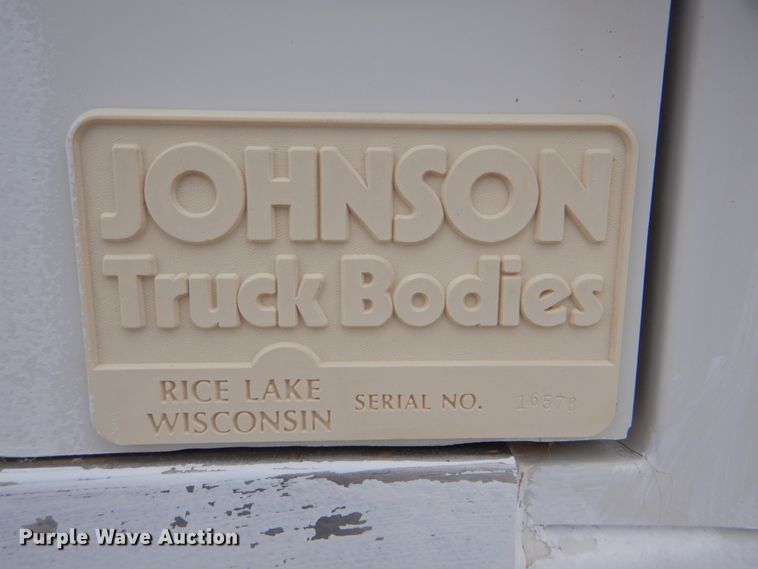 JOHNSON
Truck Bodies
RICE LAKE
WISCONSIN
SERIAL NO. 16578
Purple Wave Auction